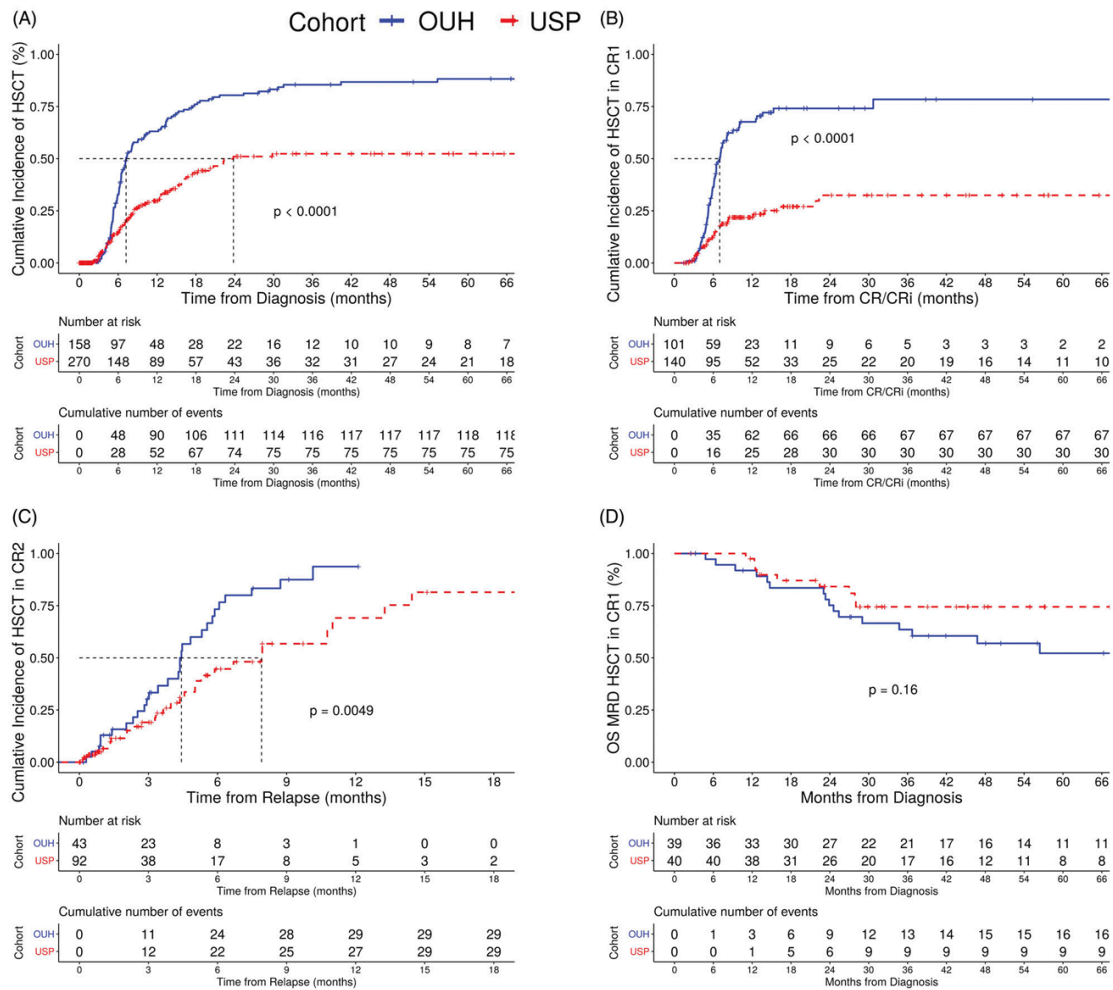 Cohort OUH USP
(A)
Cumulative Incidence of HSCT (%)
1.00
0.75
0.50
0.25
0.00
p < 0.0001
0 6 12 18 24 30 36 42 48 54 60 66
Time from Diagnosis (months)
Number at risk
Cohort
OUH 158 97 48 28 22 16 12 10 10 9 8 7
USP 270 148 89 57 43 36 32 31 27 24 21 18
0 6 12 18 24 30 36 42 48 54 60 66
Time from Diagnosis (months)
Cumulative number of events
Cohort
OUH 0 48 90 106 111 114 116 117 117 117 118 118
USP 0 28 52 67 74 75 75 75 75 75 75 75
0 6 12 18 24 30 36 42 48 54 60 66
Time from Diagnosis (months)
(B)
Cumulative Incidence of HSCT in CR1
1.00
0.75
0.50
0.25
0.00
p < 0.0001
0 6 12 18 24 30 36 42 48 54 60 66
Time from CR/CRi (months)
Number at risk
Cohort
OUH 101 59 23 11 9 6 5 3 3 3 2 2
USP 140 95 52 33 25 22 20 19 16 14 11 10
0 6 12 18 24 30 36 42 48 54 60 66
Time from CR/CRi (months)
Cumulative number of events
Cohort
OUH 0 35 62 66 66 66 67 67 67 67 67 67
USP 0 16 25 28 30 30 30 30 30 30 30 30
0 6 12 18 24 30 36 42 48 54 60 66
Time from CR/CRi (months)
(C)
Cumulative Incidence of HSCT in CR2
1.00
0.75
0.50
0.25
0.00
p = 0.0049
0 3 6 9 12 15 18
Time from Relapse (months)
Number at risk
Cohort
OUH 43 23 8 3 1 0 0
USP 92 38 17 8 5 3 2
0 3 6 9 12 15 18
Time from Relapse (months)
Cumulative number of events
Cohort
OUH 0 11 24 28 29 29 29
USP 0 12 22 25 27 29 29
0 3 6 9 12 15 18
Time from Relapse (months)
(D)
OS MRD HSCT in CR1 (%)
1.00
0.75
0.50
0.25
0.00
p = 0.16
0 6 12 18 24 30 36 42 48 54 60 66
Months from Diagnosis
Number at risk
Cohort
OUH 39 36 33 30 27 22 21 17 16 14 11 11
USP 40 40 38 31 26 20 17 16 12 11 8 8
0 6 12 18 24 30 36 42 48 54 60 66
Months from Diagnosis
Cumulative number of events
Cohort
OUH 0 1 3 6 9 12 13 14 15 15 16 16
USP 0 0 1 5 6 9 9 9 9 9 9 9
0 6 12 18 24 30 36 42 48 54 60 66
Months from Diagnosis